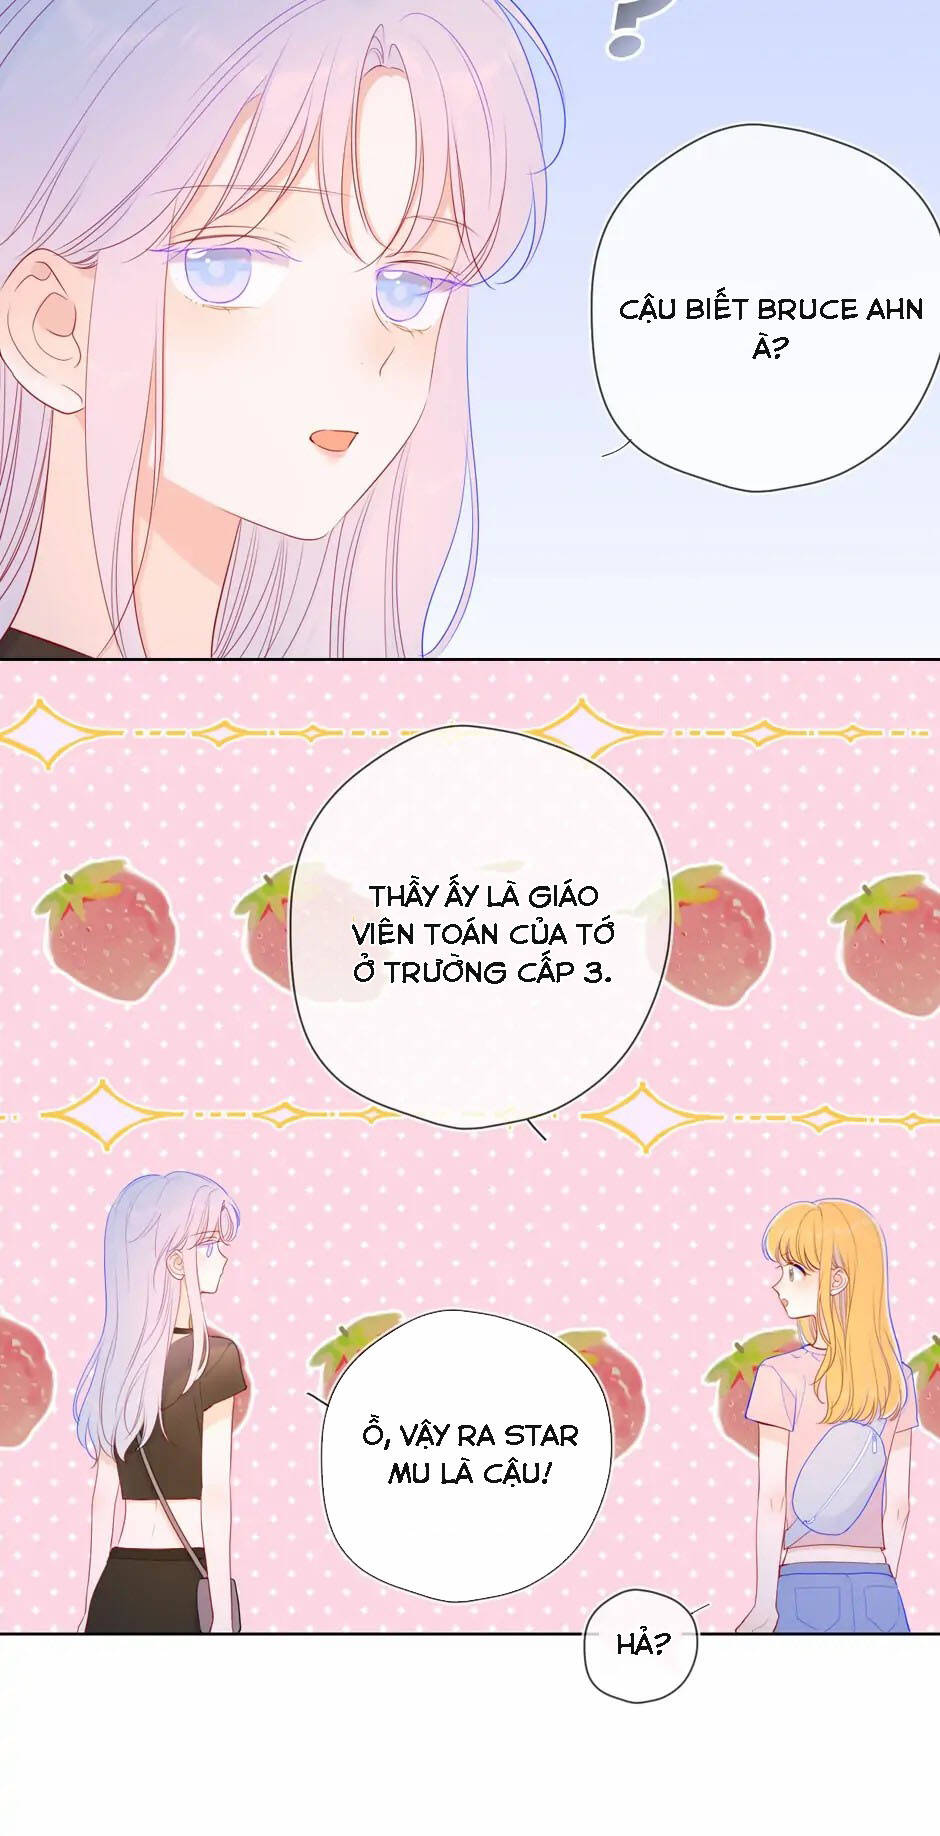 ?
CẬU BIẾT BRUCE AHN
À?
THẦY ẤY LÀ GIÁO
VIÊN TOÁN CỦA TỚ
Ở TRƯỜNG CẤP 3.
Ồ, VẬY RA STAR
MU LÀ CẬU!
HẢ?